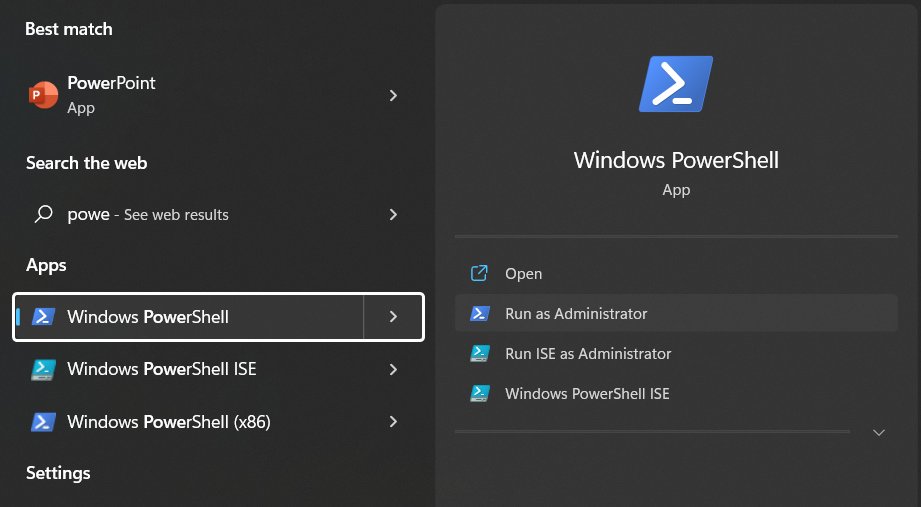 Best match
PowerPoint
App
Search the web
powe - See web results
Apps
Windows PowerShell
Windows PowerShell ISE
Windows PowerShell (x86)
Settings
Windows PowerShell
App
Open
Run as Administrator
Run ISE as Administrator
Windows PowerShell ISE